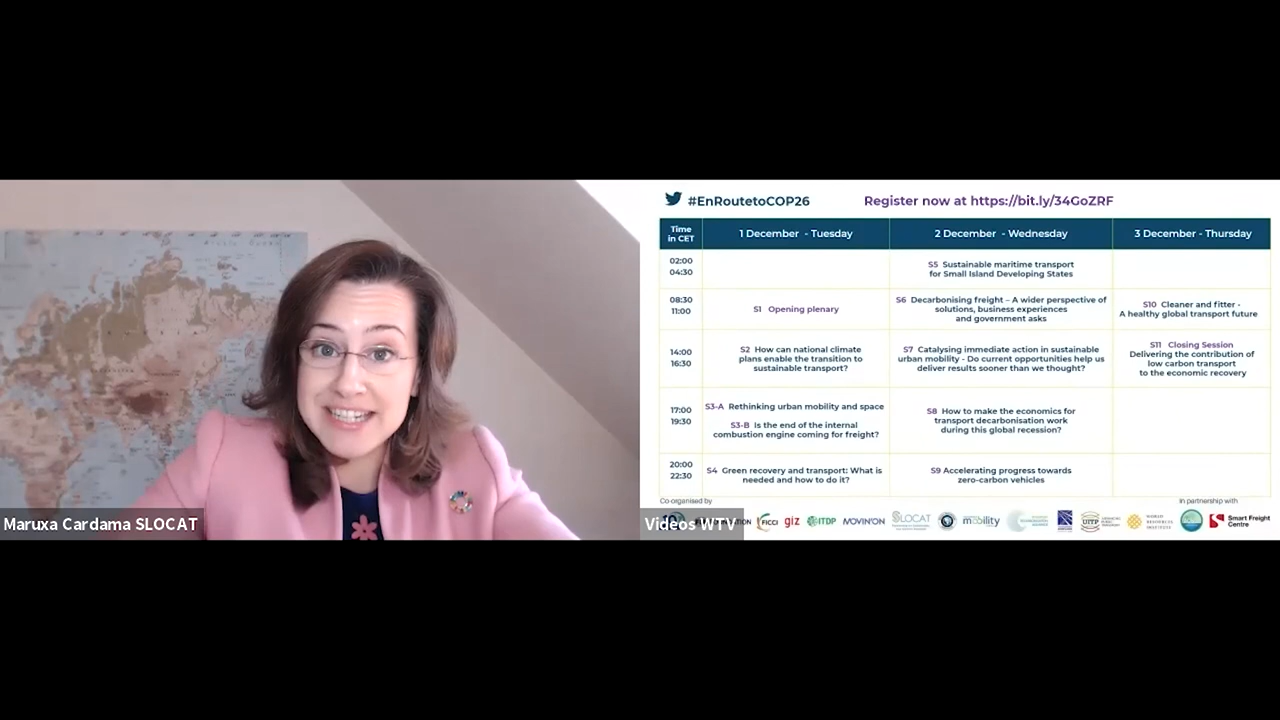 #EnRoutetoCOP26
Register now at https://bit.ly/34GoZRF
Time
in CET
1 December - Tuesday
2 December - Wednesday
3 December - Thursday
02:00
04:30
S5 Sustainable maritime transport
for Small Island Developing States
08:30
11:00
S1 Opening plenary
S6 Decarbonising freight – A wider perspective of
solutions, business experiences
and government asks
S10 Cleaner and fitter -
A healthy global transport future
14:00
16:30
S2 How can national climate
plans enable the transition to
sustainable transport?
S7 Catalysing immediate action in sustainable
urban mobility - Do current opportunities help us
deliver results sooner than we thought?
S11 Closing Session
Delivering the contribution of
low carbon transport
to the economic recovery
17:00
19:30
S3-A Rethinking urban mobility and space
S3-B Is the end of the internal
combustion engine coming for freight?
S8 How to make the economics for
transport decarbonisation work
during this global recession?
20:00
22:30
S4 Green recovery and transport: What is
needed and how to do it?
S9 Accelerating progress towards
zero-carbon vehicles
Co-organised by
In partnership with
FICCI
giz
ITDP
MOVIN'ON
SLOCAT
mobility
UITP
WORLD
RESOURCES
INSTITUTE
Smart Freight
Centre
Maruxa Cardama SLOCAT
Videos WTV